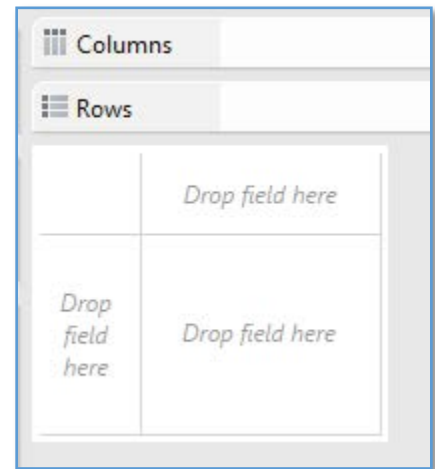 Columns
Rows
Drop field here
Drop
field
here
Drop field here